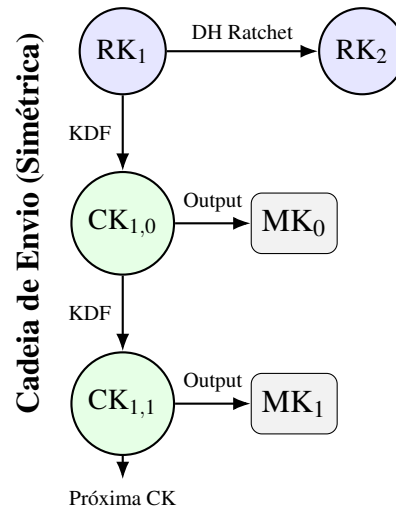 RK1
DH Ratchet
RK2
KDF
CK1,0
Output
MK0
KDF
CK1,1
Output
MK1
Próxima CK
Cadeia de Envio (Simétrica)